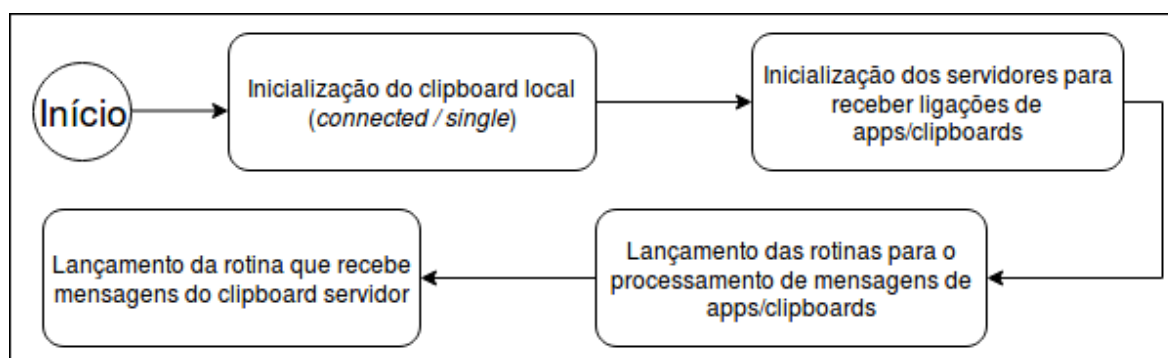 Início
Inicialização do clipboard local
(connected / single)
Inicialização dos servidores para
receber ligações de
apps/clipboards
Lançamento das rotinas para o
processamento de mensagens de
apps/clipboards
Lançamento da rotina que recebe
mensagens do clipboard servidor